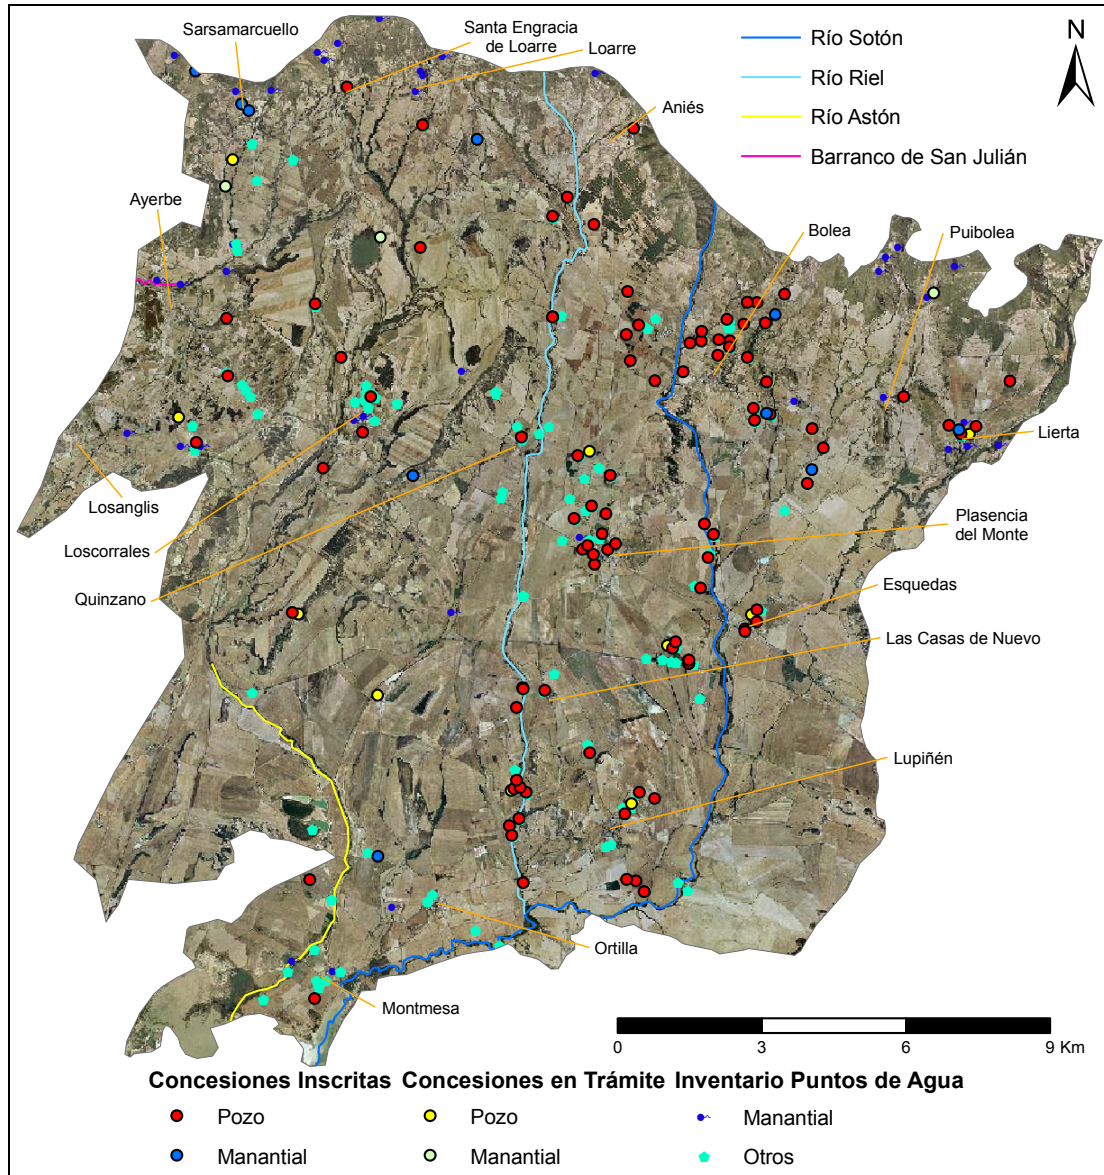 Sarsamarcuello
Santa Engracia
de Loarre
Loarre
Aniés
Río Sotón
Río Riel
Río Astón
Barranco de San Julián
N
Ayerbe
Bolea
Puibolea
Losanglis
Loscorrales
Quinzano
Lierta
Plasencia
del Monte
Esquedas
Las Casas de Nuevo
Lupiñén
Ortilla
Montmesa
0 3 6 9 Km
Concesiones Inscritas Concesiones en Trámite Inventario Puntos de Agua
Pozo Pozo Manantial
Manantial Manantial Otros